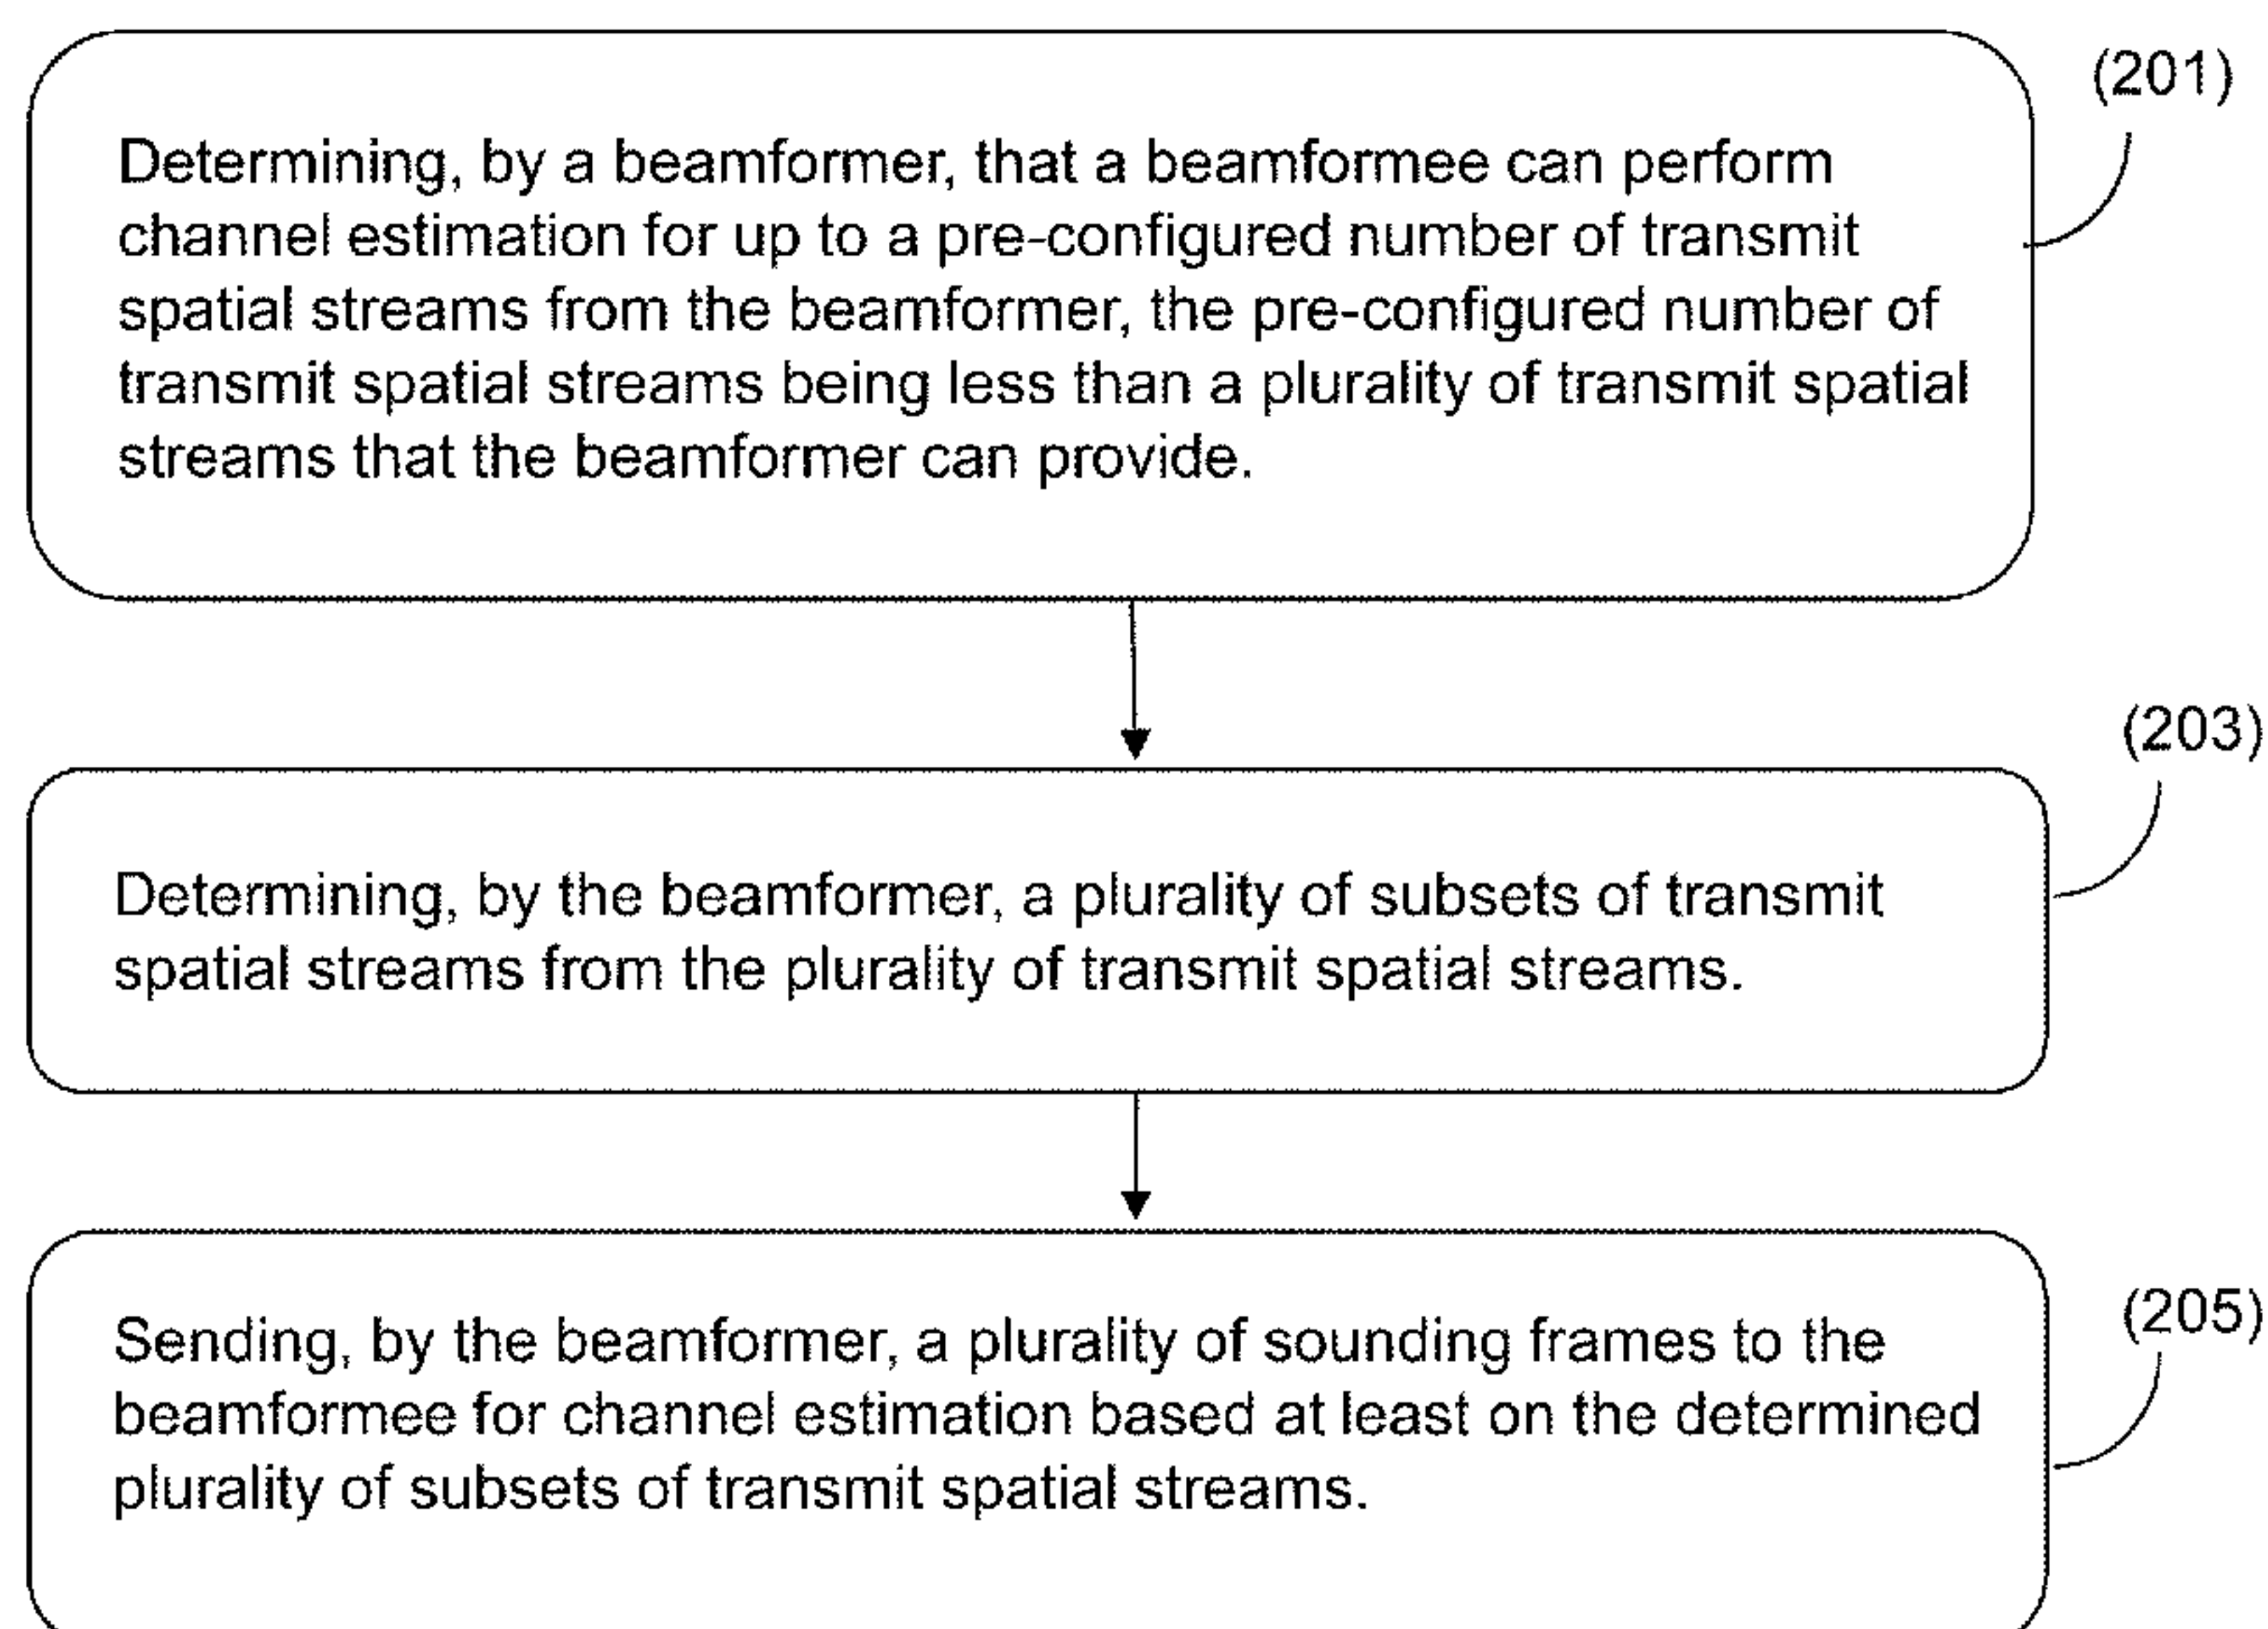 (201)
Determining, by a beamformer, that a beamformee can perform
channel estimation for up to a pre-configured number of transmit
spatial streams from the beamformer, the pre-configured number of
transmit spatial streams being less than a plurality of transmit spatial
streams that the beamformer can provide.
(203)
Determining, by the beamformer, a plurality of subsets of transmit
spatial streams from the plurality of transmit spatial streams.
(205)
Sending, by the beamformer, a plurality of sounding frames to the
beamformee for channel estimation based at least on the determined
plurality of subsets of transmit spatial streams.